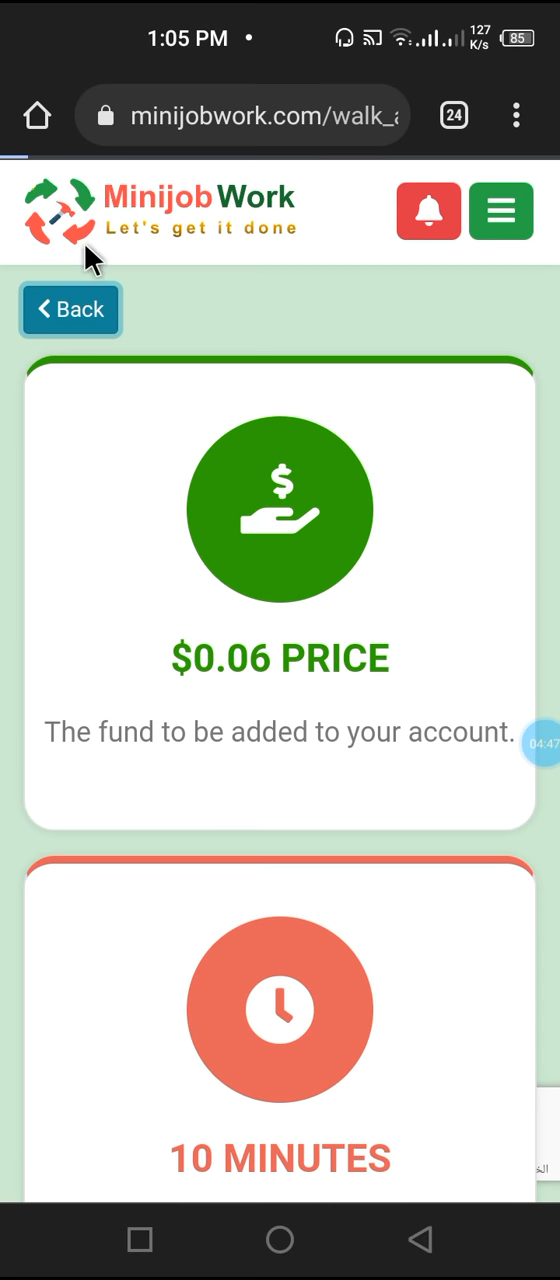 1:05 PM
127
K/s
85
minijobwork.com/walk_a
24
Minijob Work
Let's get it done
Back
$
$0.06 PRICE
The fund to be added to your account.
04:47
10 MINUTES
الخ